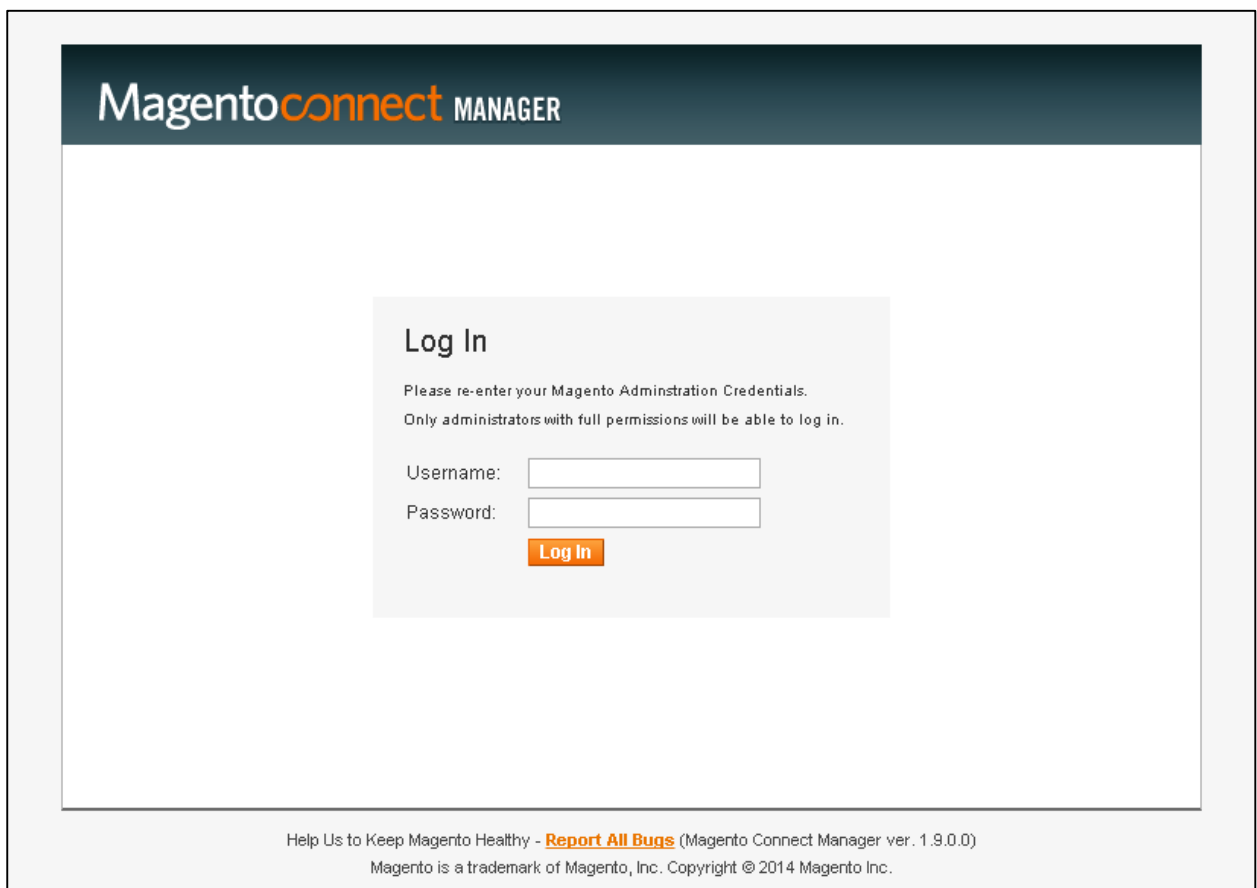 Magentoconnect MANAGER
Log In
Please re-enter your Magento Adminstration Credentials.
Only administrators with full permissions will be able to log in.
Username:
Password:
Log In
Help Us to Keep Magento Healthy - Report All Bugs (Magento Connect Manager ver. 1.9.0.0)
Magento is a trademark of Magento, Inc. Copyright © 2014 Magento Inc.